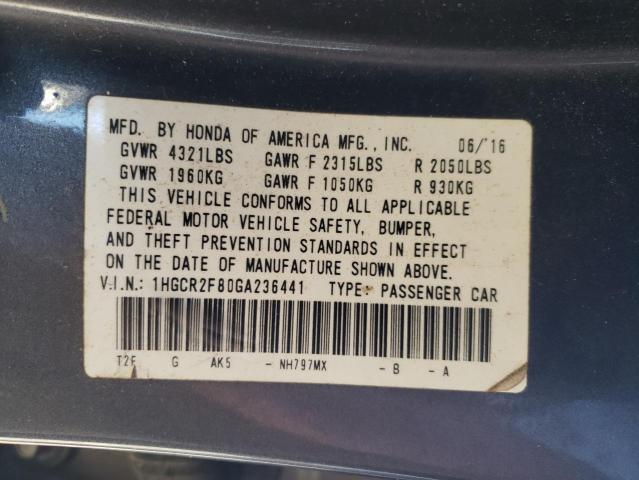 MFD. BY HONDA OF AMERICA MFG., INC. 06/'16
GVWR 4321LBS GAWR F 2315LBS R 2050LBS
GVWR 1960KG GAWR F 1050KG R 930KG
THIS VEHICLE CONFORMS TO ALL APPLICABLE
FEDERAL MOTOR VEHICLE SAFETY, BUMPER,
AND THEFT PREVENTION STANDARDS IN EFFECT
ON THE DATE OF MANUFACTURE SHOWN ABOVE.
V.I.N.: 1HGCR2F80GA236441 TYPE: PASSENGER CAR
T2F G AK5 - NH797MX - B - A